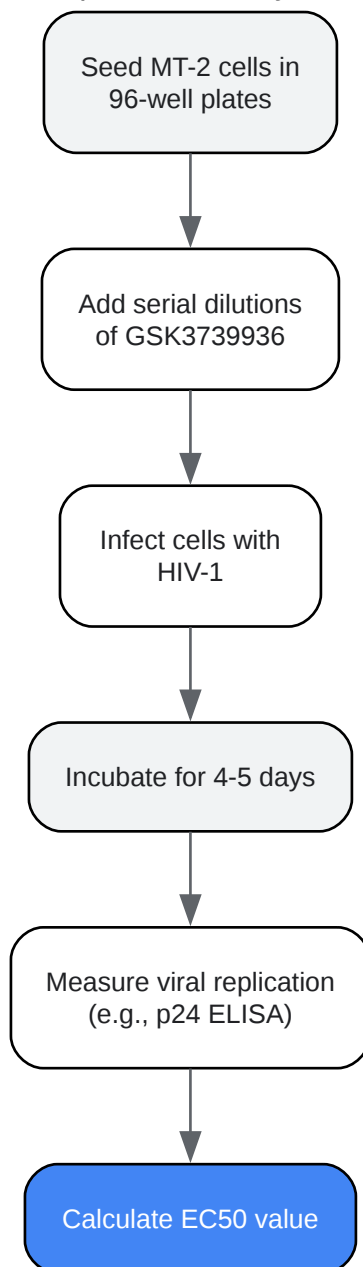 Seed MT-2 cells in
96-well plates
Add serial dilutions
of GSK3739936
Infect cells with
HIV-1
Incubate for 4-5 days
Measure viral replication
(e.g., p24 ELISA)
Calculate EC50 value